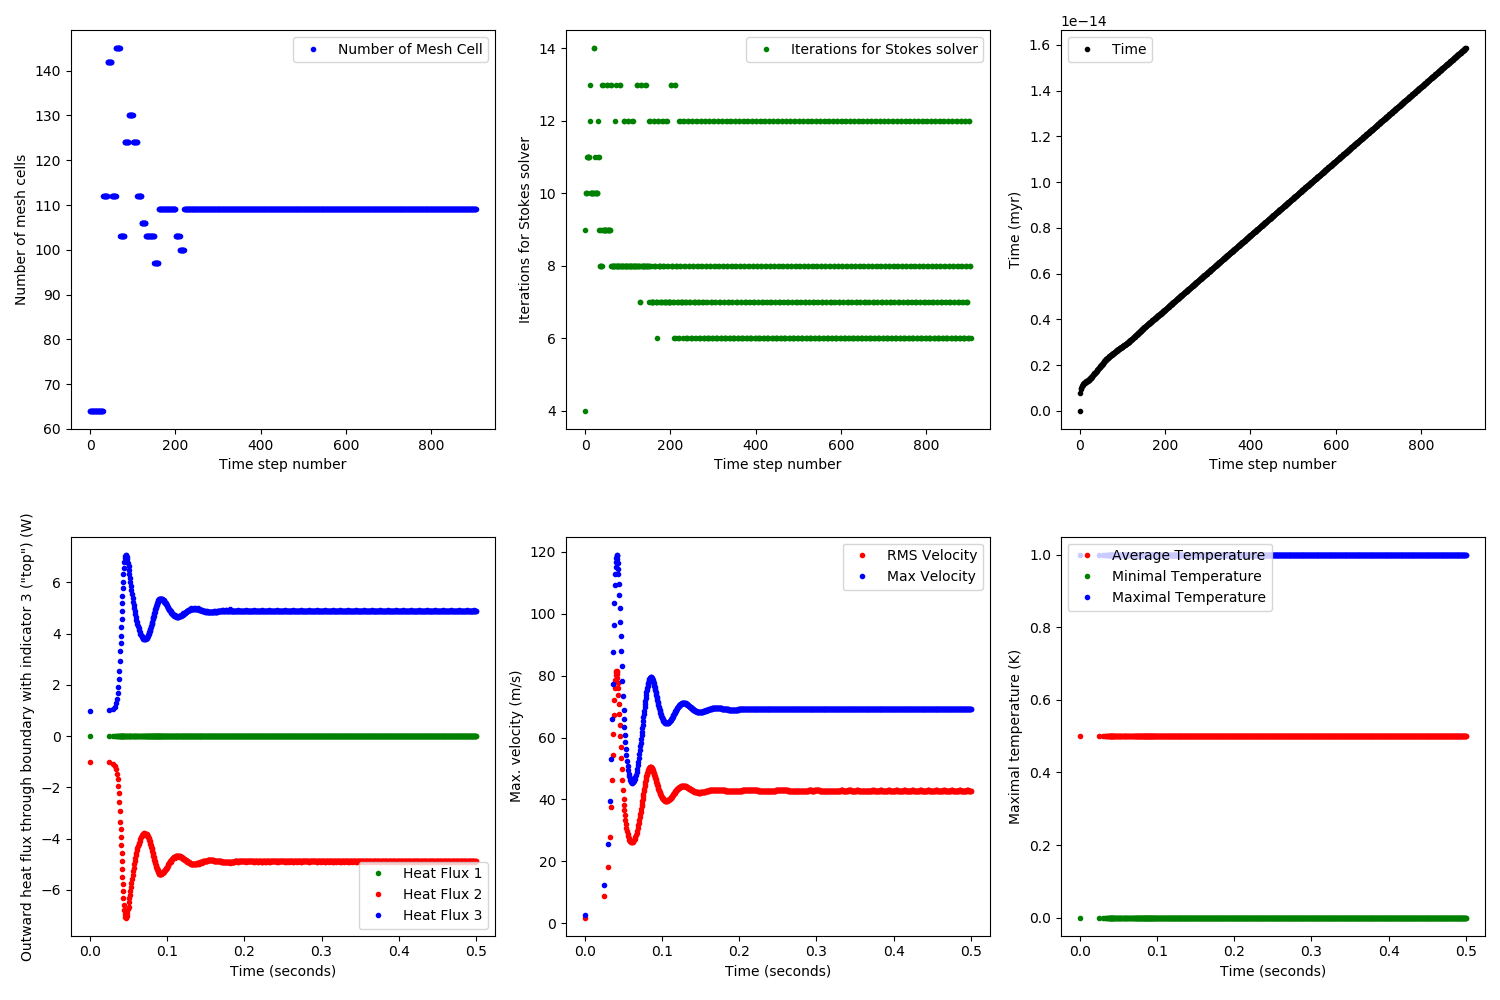 Number of Mesh Cell
Number of mesh cells
140
130
120
110
100
90
80
70
60
0 200 400 600 800
Time step number
Iterations for Stokes solver
Iterations for Stokes solver
14
12
10
8
6
4
0 200 400 600 800
Time step number
1e−14
Time
Time (myr)
1.6
1.4
1.2
1.0
0.8
0.6
0.4
0.2
0.0
0 200 400 600 800
Time step number
Outward heat flux through boundary with indicator 3 ("top") (W)
6
4
2
0
−2
−4
−6
Heat Flux 1
Heat Flux 2
Heat Flux 3
0.0 0.1 0.2 0.3 0.4 0.5
Time (seconds)
RMS Velocity
Max Velocity
Max. velocity (m/s)
120
100
80
60
40
20
0
0.0 0.1 0.2 0.3 0.4 0.5
Time (seconds)
Average Temperature
Minimal Temperature
Maximal Temperature
Maximal temperature (K)
1.0
0.8
0.6
0.4
0.2
0.0
0.0 0.1 0.2 0.3 0.4 0.5
Time (seconds)